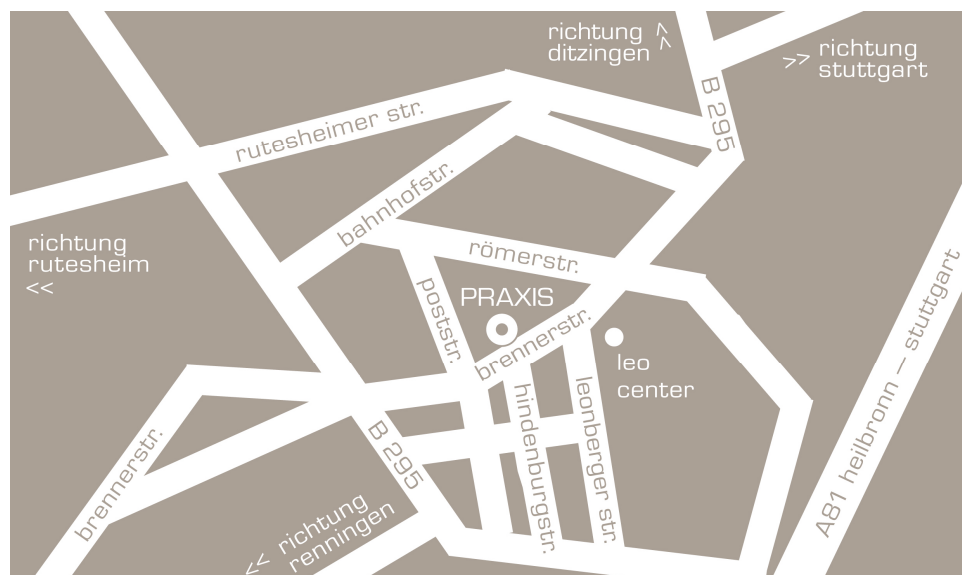 richtung
ditzingen >>
>> richtung
stuttgart
B 295
rutesheimer str.
bahnhofstr.
richtung
rutesheim
<<
römerstr.
poststr.
PRAXIS
brennerstr.
leo
center
A81 heilbronn – stuttgart
leonberger str.
hindenburgstr.
B 295
brennerstr.
<< richtung
renningen